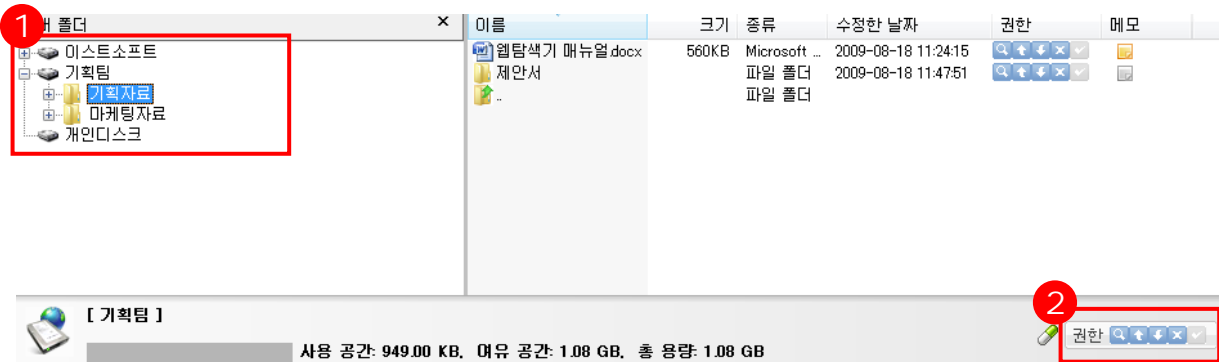 1
내 폴더 ×
이름 크기 종류 수정한 날짜 권한 메모
이스트소프트
기획팀
기획자료
마케팅자료
개인디스크
웹탐색기 매뉴얼.docx 560KB Microsoft ... 2009-08-18 11:24:15
제안서 파일 폴더 2009-08-18 11:47:51
.. 파일 폴더
2
[ 기획팀 ]
권한
사용 공간: 949.00 KB, 여유 공간: 1.08 GB, 총 용량: 1.08 GB